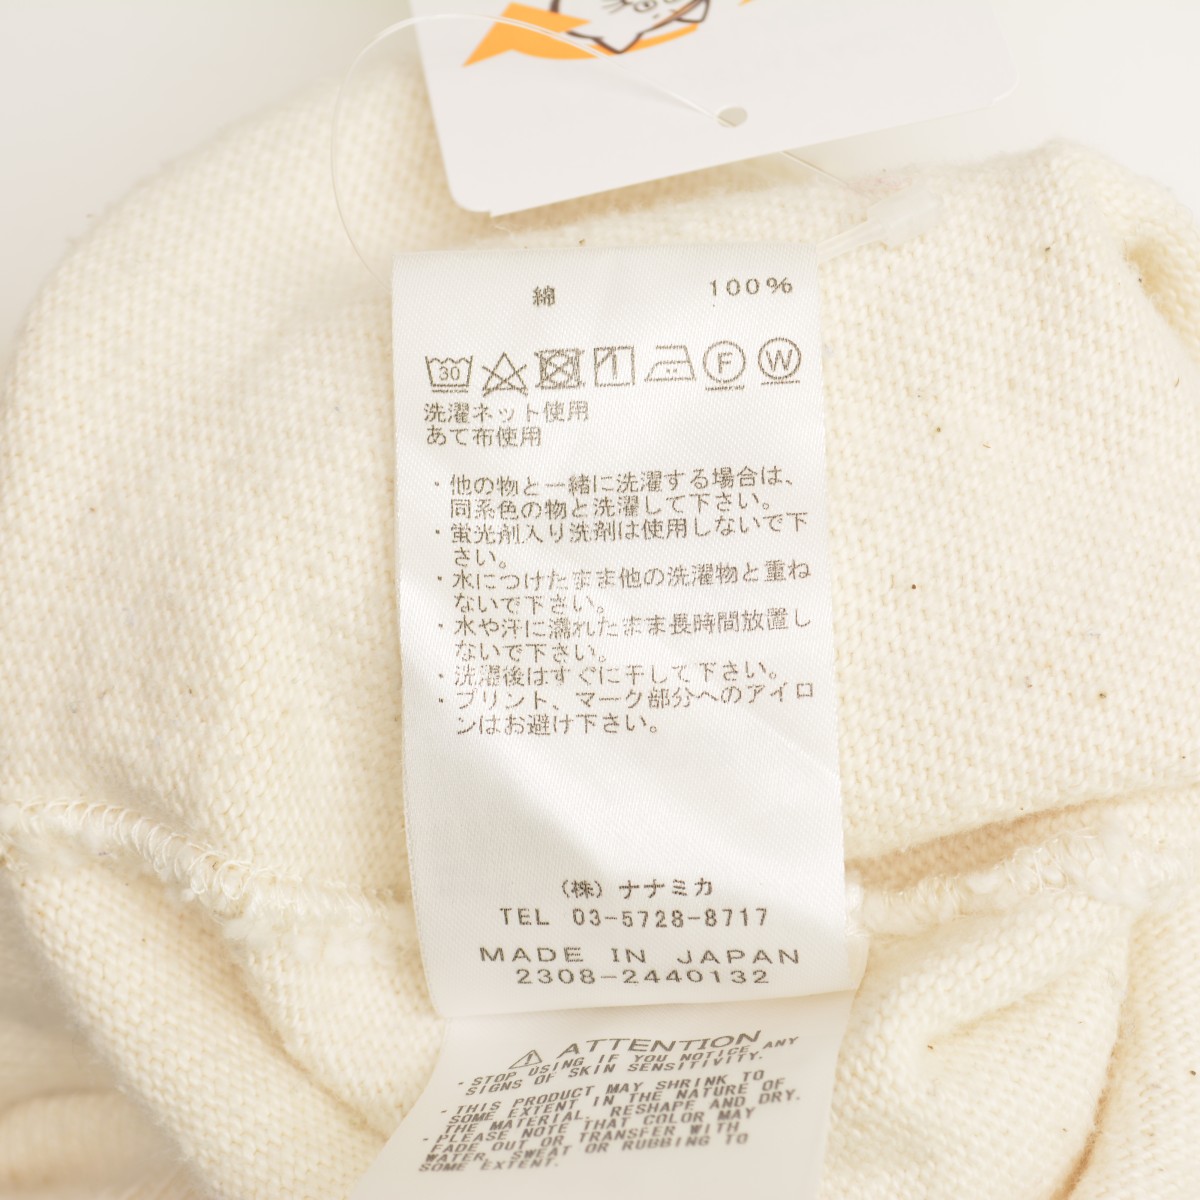 綿 100%
30 F W
洗濯ネット使用
あて布使用
・他の物と一緒に洗濯する場合は、
同系色の物と洗濯して下さい。
・蛍光剤入り洗剤は使用しないで下
さい。
・水につけたまま他の洗濯物と重ね
ないで下さい。
・水や汗に濡れたまま長時間放置し
ないで下さい。
・洗濯後はすぐに干して下さい。
・プリント、マーク部分へのアイロ
ンはお避け下さい。
(株) ナナミカ
TEL 03-5728-8717
MADE IN JAPAN
2308-2440132
ATTENTION
・STOP USING IF YOU NOTICE ANY
SIGNS OF SKIN SENSITIVITY.
・THIS PRODUCT MAY SHRINK TO
SOME EXTENT IN THE NATURE OF
THE MATERIAL. RESHAPE AND DRY.
・PLEASE NOTE THAT COLOR MAY
FADE OUT OR TRANSFER WITH
WATER, SWEAT OR RUBBING TO
SOME EXTENT.